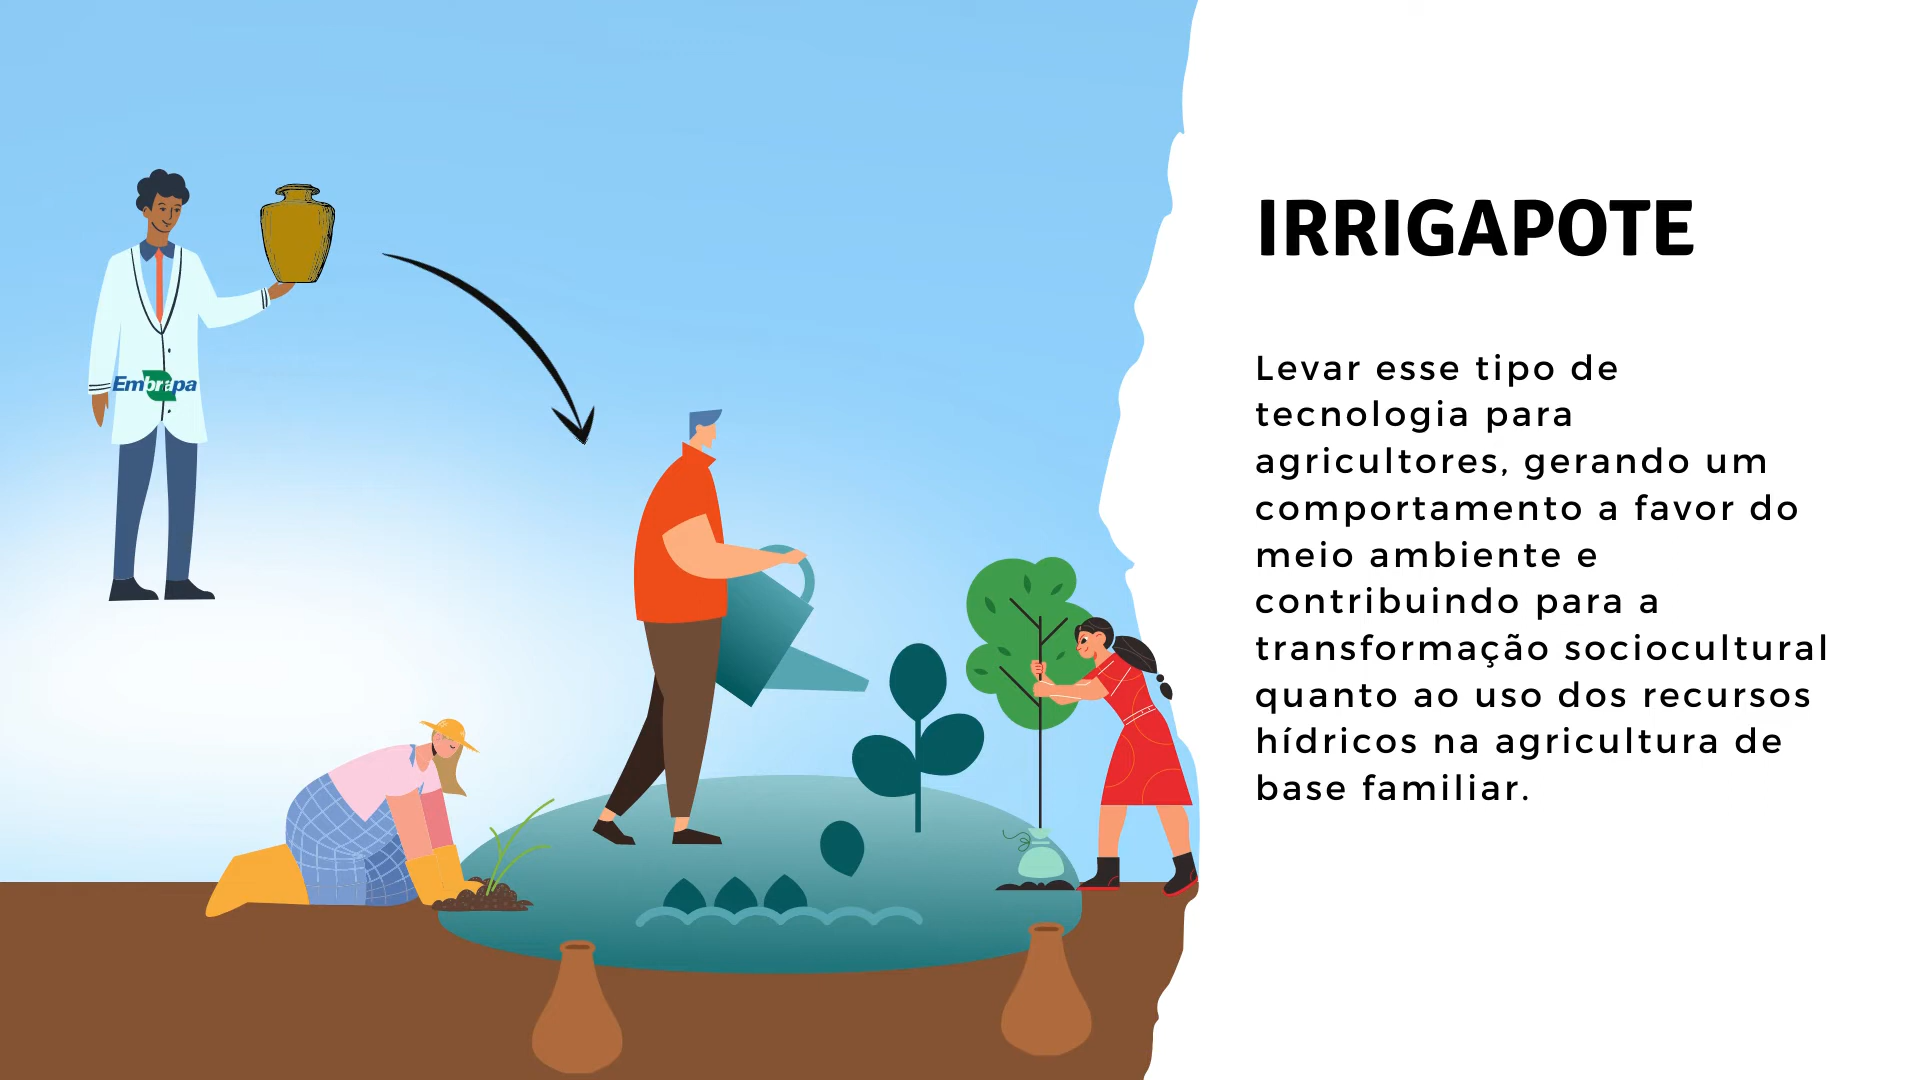 Embrapa
IRRIGAPOTE
Levar esse tipo de
tecnologia para
agricultores, gerando um
comportamento a favor do
meio ambiente e
contribuindo para a
transformação sociocultural
quanto ao uso dos recursos
hídricos na agricultura de
base familiar.